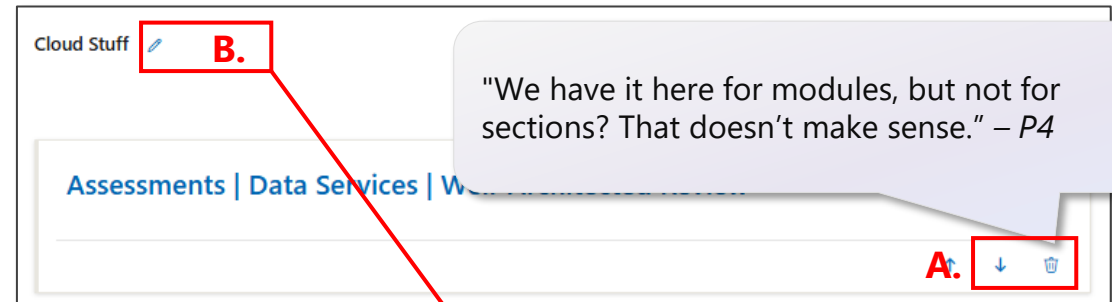 Cloud Stuff
B.
"We have it here for modules, but not for
sections? That doesn't make sense.” – P4
Assessments | Data Services |
A.